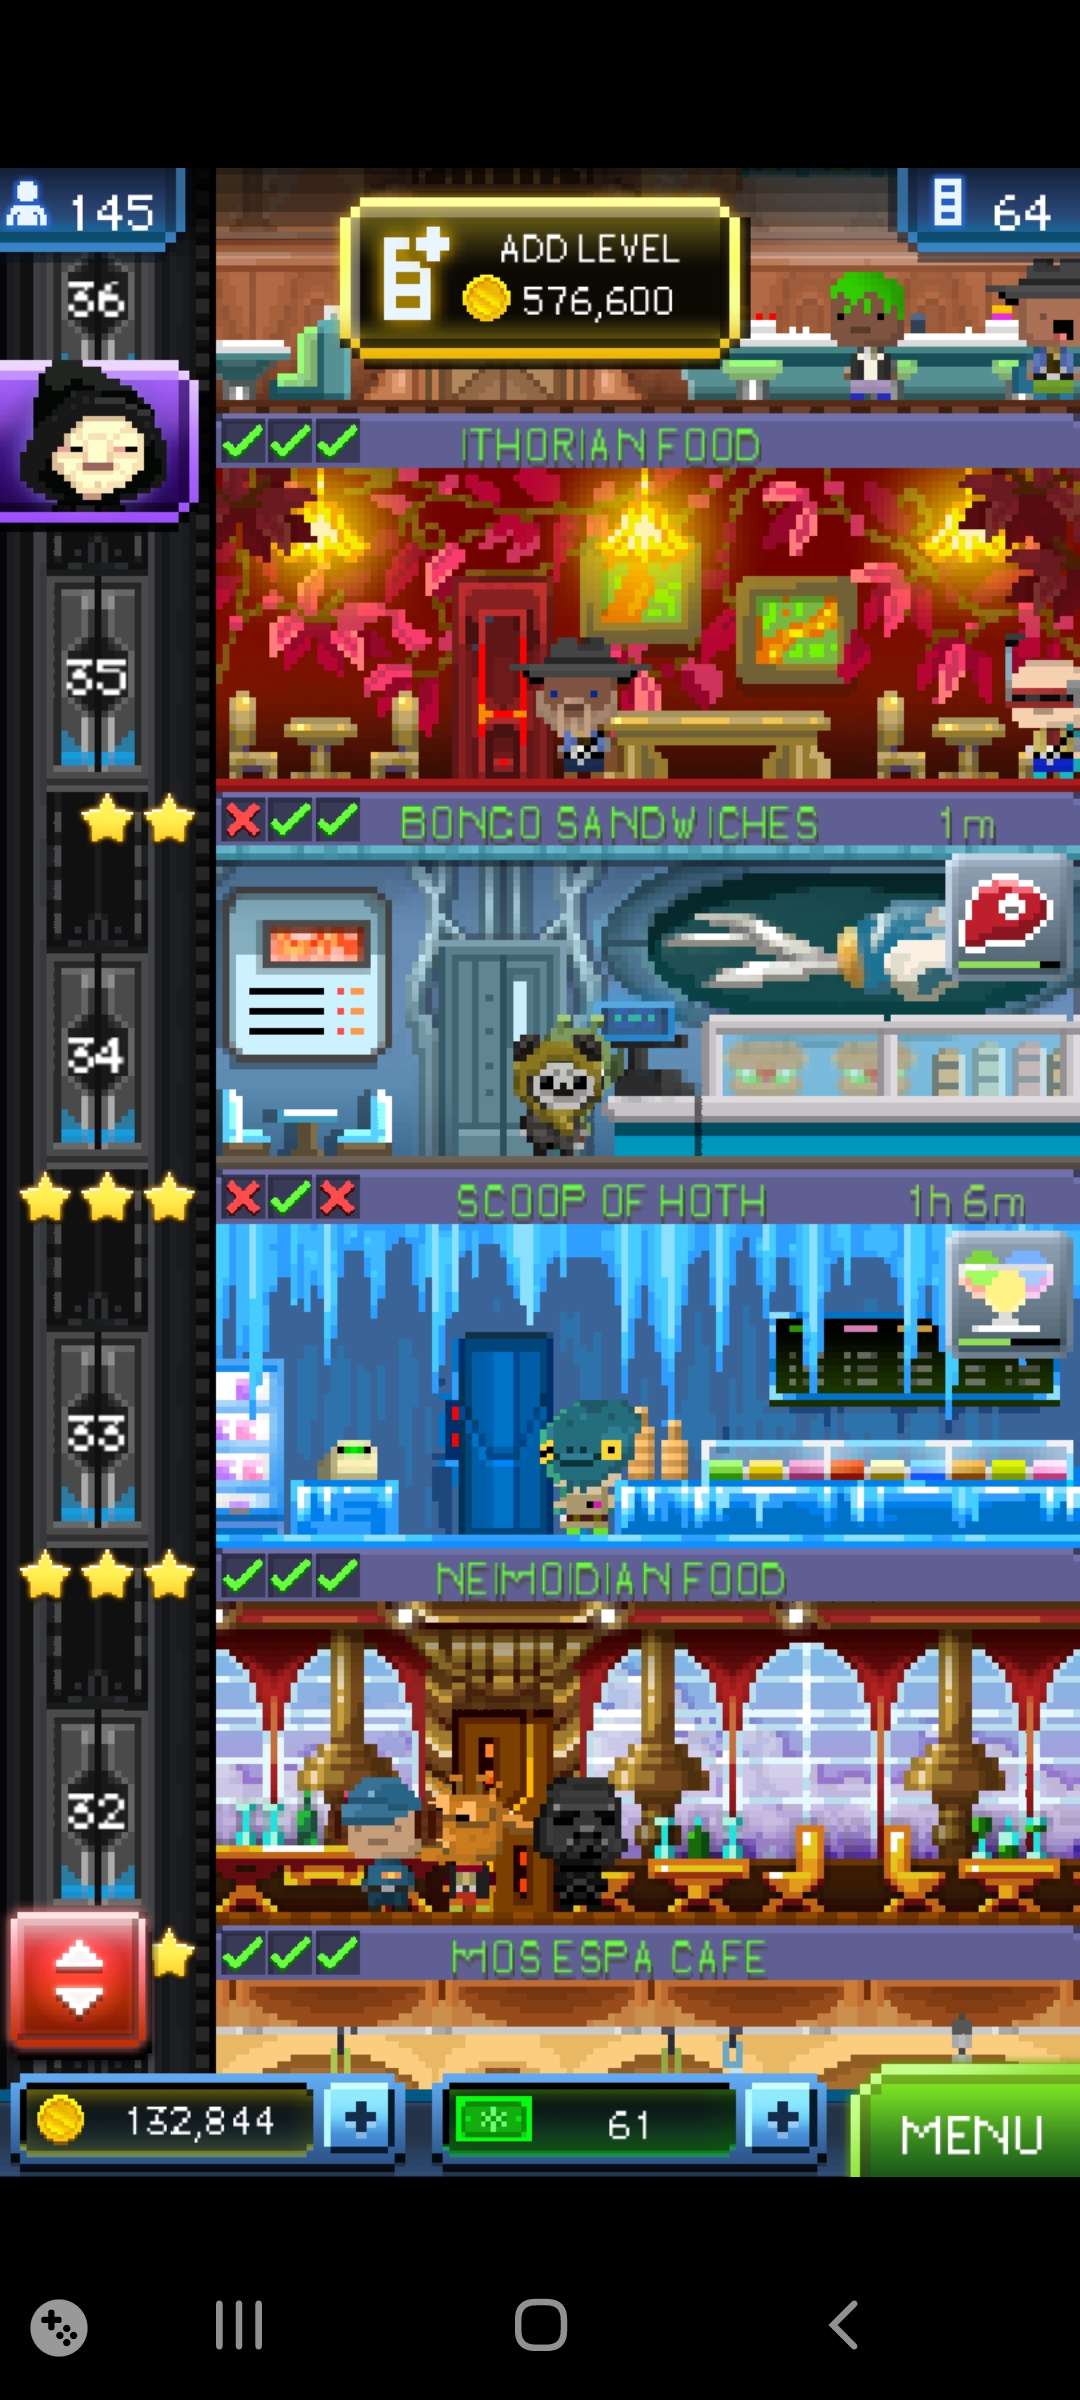 145
64
ADD LEVEL
576,600
36
ITHORIAN FOOD
35
BONGO SANDWICHES 1m
34
SCOOP OF HOTH 1h 6m
33
NEIMOIDIAN FOOD
32
MOS ESPA CAFE
132,844 + 61 + MENU